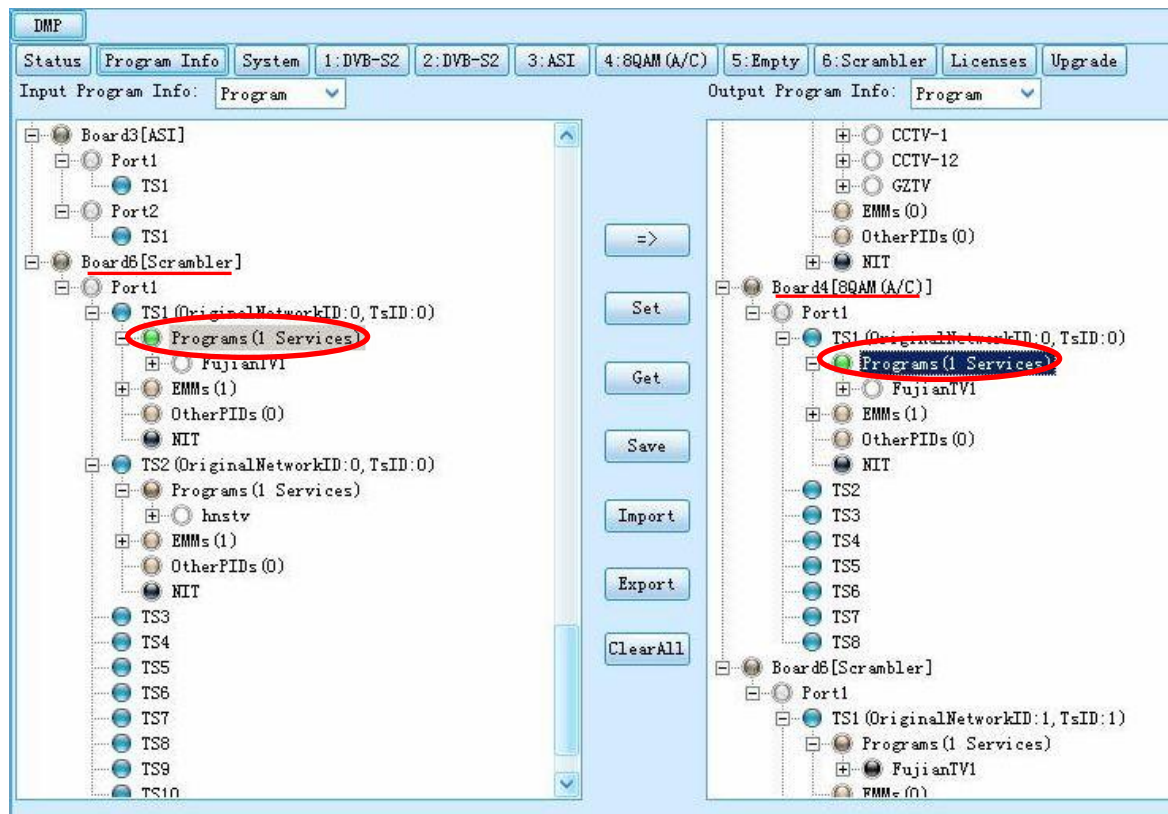 DMP
Status Program Info System 1:DVB-S2 2:DVB-S2 3:ASI 4:8QAM(A/C) 5:Empty 6:Scrambler Licenses Upgrade
Input Program Info: Program
Output Program Info: Program
Board3[ASI]
Port1
TS1
Port2
TS1
Board6[Scrambler]
Port1
TS1(OriginalNetworkID:0,TsID:0)
Programs(1 Services)
FujianTV1
EMMs(1)
OtherPIDs(0)
NIT
TS2(OriginalNetworkID:0,TsID:0)
Programs(1 Services)
hnstv
EMMs(1)
OtherPIDs(0)
NIT
TS3
TS4
TS5
TS6
TS7
TS8
TS9
TS10
=>
Set
Get
Save
Import
Export
ClearAll
CCTV-1
CCTV-12
GZTV
EMMs(0)
OtherPIDs(0)
NIT
Board4[8QAM(A/C)]
Port1
TS1(OriginalNetworkID:0,TsID:0)
Programs(1 Services)
FujianTV1
EMMs(1)
OtherPIDs(0)
NIT
TS2
TS3
TS4
TS5
TS6
TS7
TS8
Board6[Scrambler]
Port1
TS1(OriginalNetworkID:1,TsID:1)
Programs(1 Services)
FujianTV1
EMMs(0)